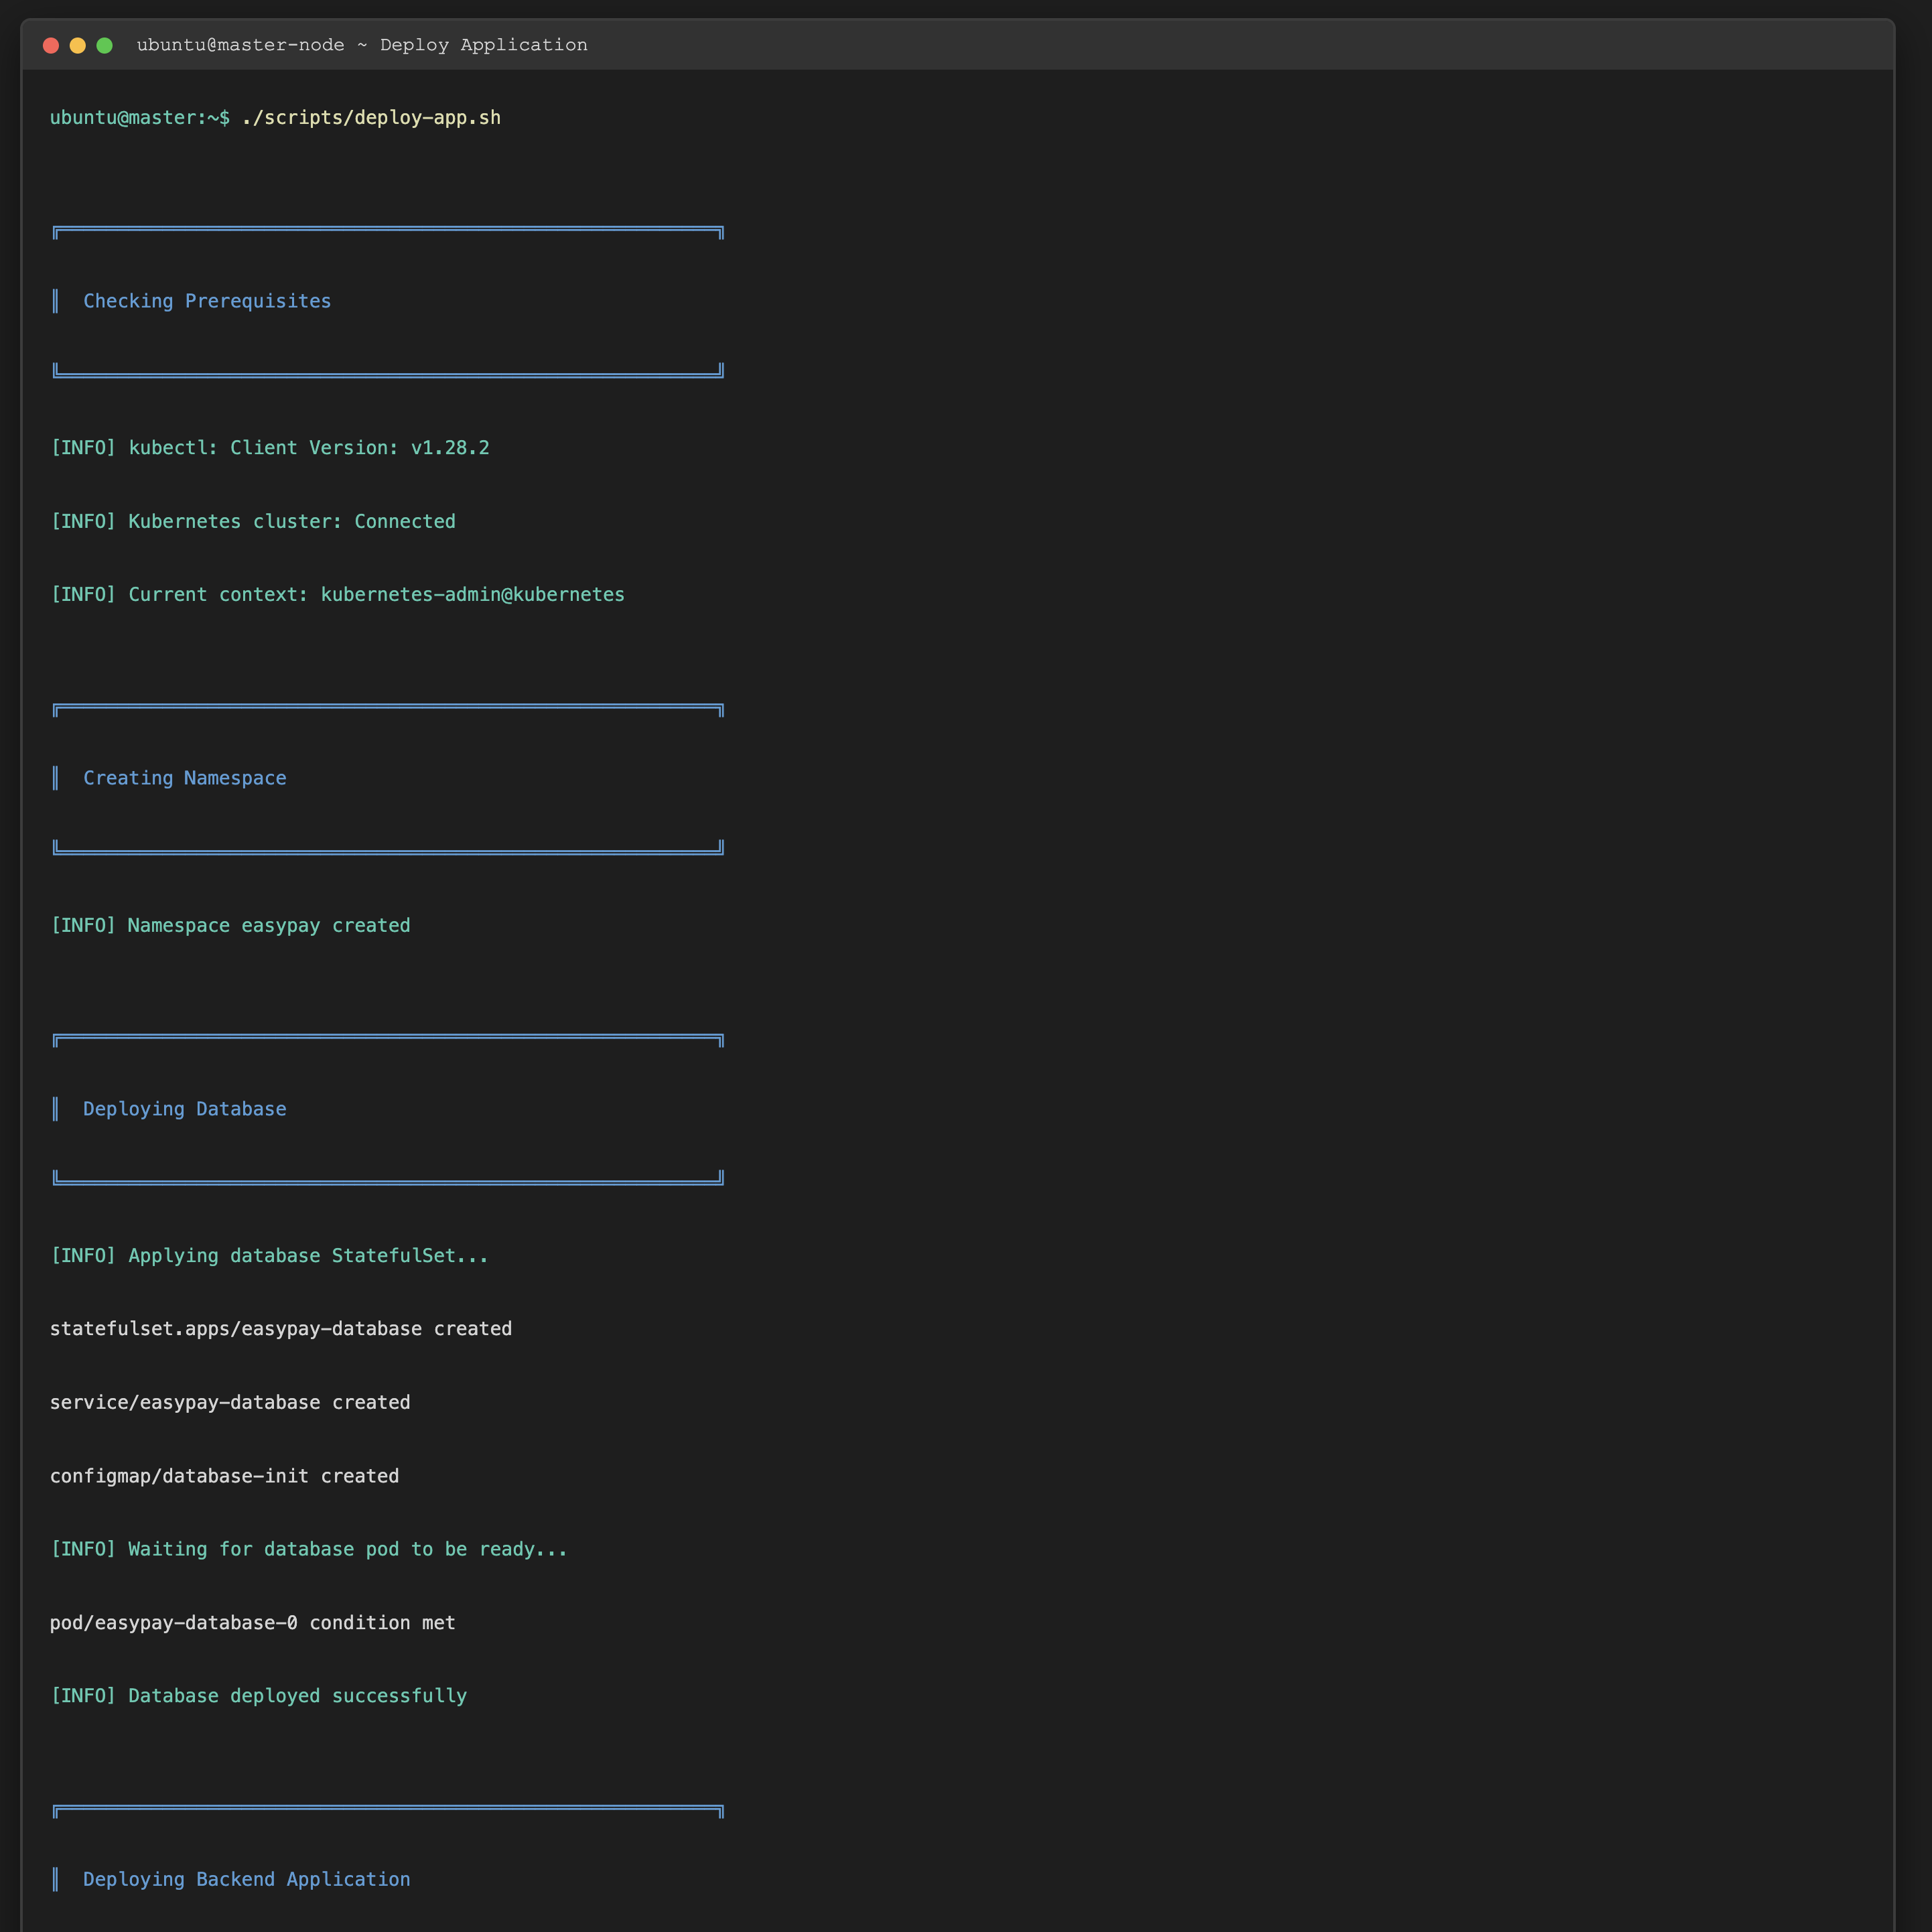 ubuntu@master-node ~ Deploy Application
ubuntu@master:~$ ./scripts/deploy-app.sh
╔═══════════════════════════════════════════════════════════╗
║  Checking Prerequisites
╚═══════════════════════════════════════════════════════════╝
[INFO] kubectl: Client Version: v1.28.2
[INFO] Kubernetes cluster: Connected
[INFO] Current context: kubernetes-admin@kubernetes
╔═══════════════════════════════════════════════════════════╗
║  Creating Namespace
╚═══════════════════════════════════════════════════════════╝
[INFO] Namespace easypay created
╔═══════════════════════════════════════════════════════════╗
║  Deploying Database
╚═══════════════════════════════════════════════════════════╝
[INFO] Applying database StatefulSet...
statefulset.apps/easypay-database created
service/easypay-database created
configmap/database-init created
[INFO] Waiting for database pod to be ready...
pod/easypay-database-0 condition met
[INFO] Database deployed successfully
╔═══════════════════════════════════════════════════════════╗
║  Deploying Backend Application